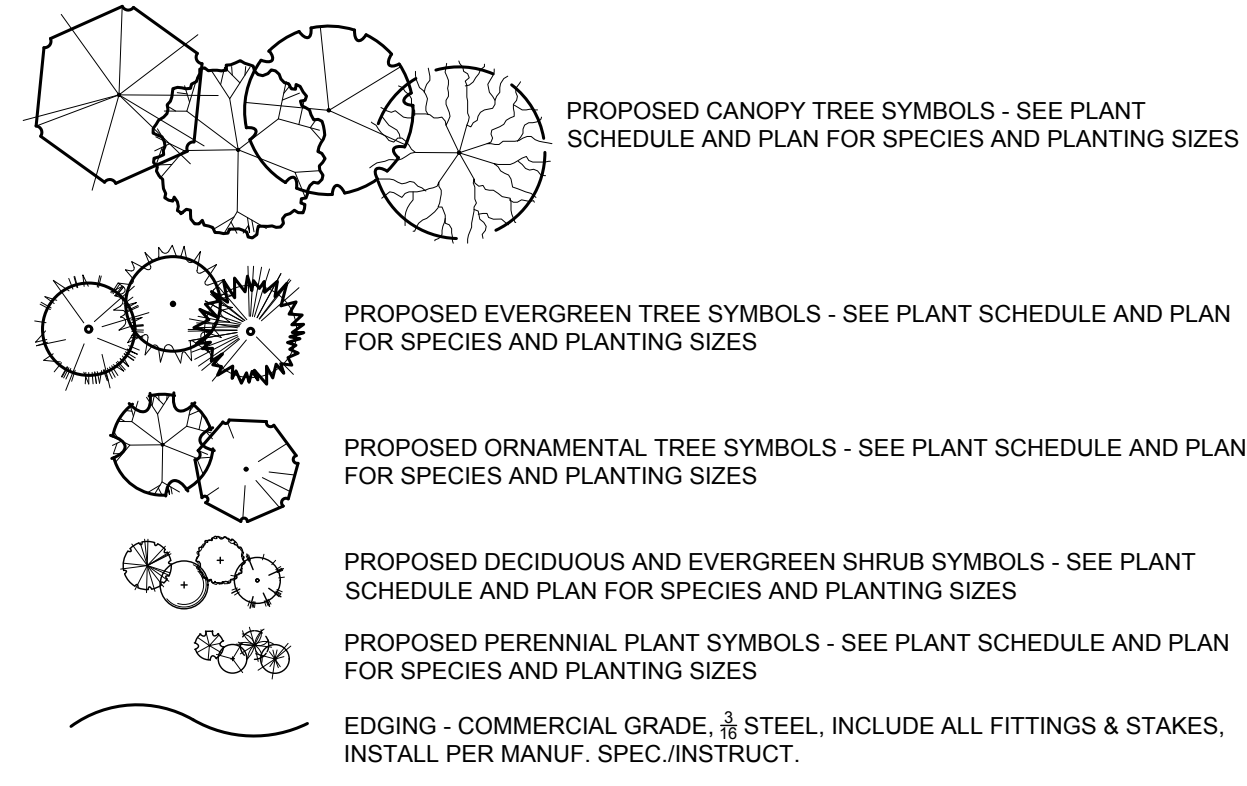 PROPOSED CANOPY TREE SYMBOLS - SEE PLANT
SCHEDULE AND PLAN FOR SPECIES AND PLANTING SIZES
PROPOSED EVERGREEN TREE SYMBOLS - SEE PLANT SCHEDULE AND PLAN
FOR SPECIES AND PLANTING SIZES
PROPOSED ORNAMENTAL TREE SYMBOLS - SEE PLANT SCHEDULE AND PLAN
FOR SPECIES AND PLANTING SIZES
PROPOSED DECIDUOUS AND EVERGREEN SHRUB SYMBOLS - SEE PLANT
SCHEDULE AND PLAN FOR SPECIES AND PLANTING SIZES
PROPOSED PERENNIAL PLANT SYMBOLS - SEE PLANT SCHEDULE AND PLAN
FOR SPECIES AND PLANTING SIZES
EDGING - COMMERCIAL GRADE, 3/16 STEEL, INCLUDE ALL FITTINGS & STAKES,
INSTALL PER MANUF. SPEC./INSTRUCT.